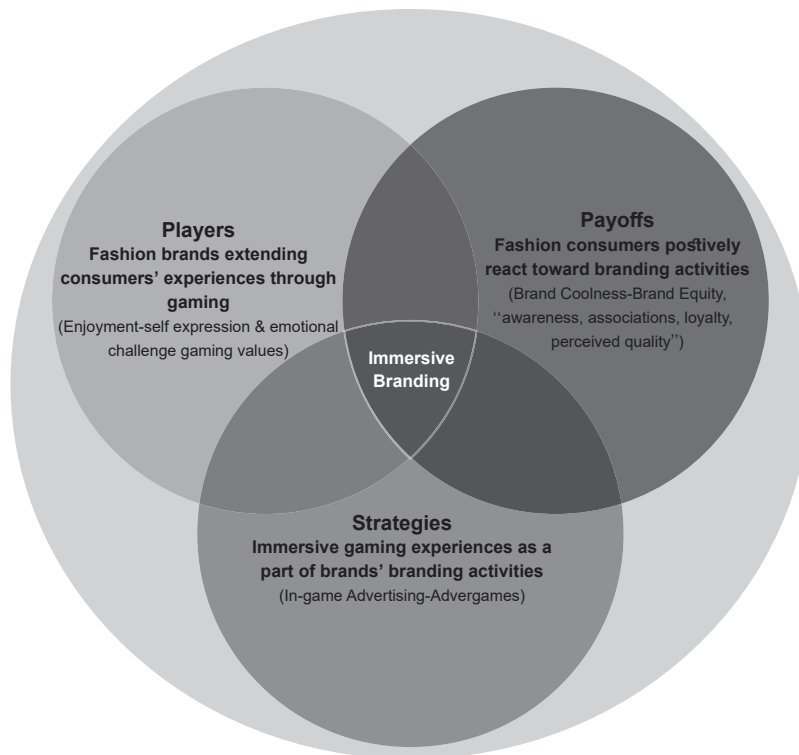 Players
Fashion brands extending
consumers’ experiences through
gaming
(Enjoyment-self expression & emotional
challenge gaming values)
Payoffs
Fashion consumers positively
react toward branding activities
(Brand Coolness-Brand Equity,
‘‘awareness, associations, loyalty,
perceived quality’’)
Immersive
Branding
Strategies
Immersive gaming experiences as a
part of brands’ branding activities
(In-game Advertising-Advergames)